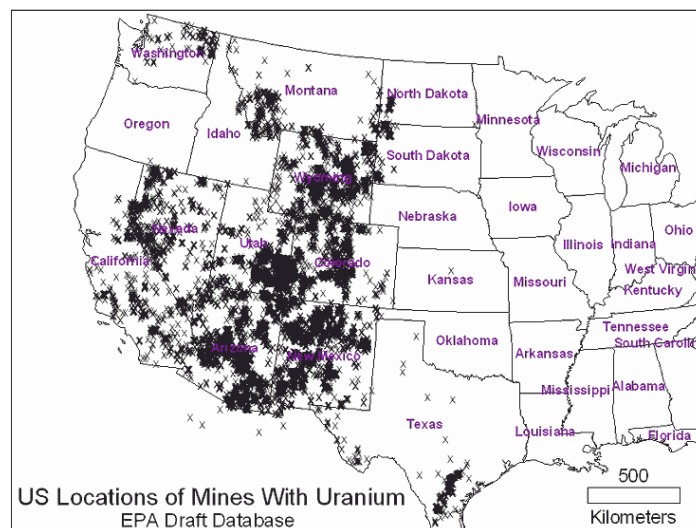 Washington
Montana
North Dakota
Minnesota
Oregon
Idaho
Wisconsin
South Dakota
Michigan
Wyoming
Nebraska
Iowa
Nevada
Utah
Ohio
Illinois
Indiana
California
Colorado
Kansas
Missouri
West Virgin
Kentucky
Tennessee
Oklahoma
South Caroli
Arizona
New Mexico
Arkansas
Mississippi
Alabama
Texas
Louisiana
Florida
500
Kilometers
US Locations of Mines With Uranium
EPA Draft Database